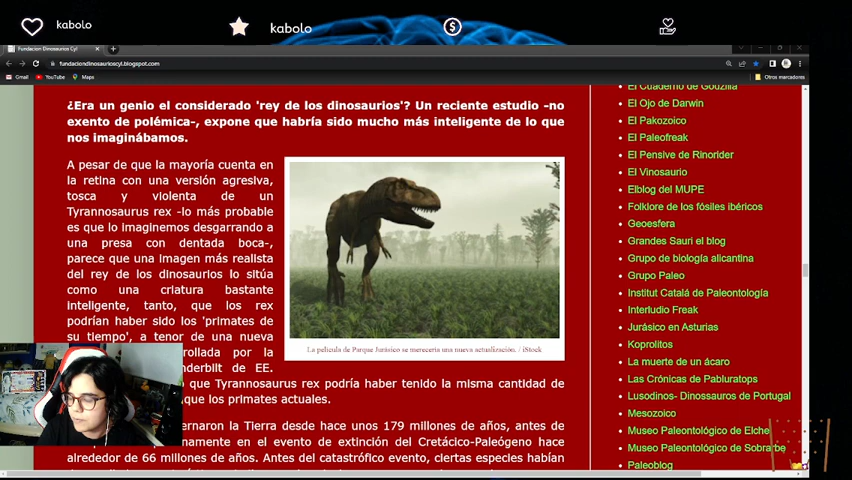 kabolo
kabolo
Fundacion Dinosaurios Cyl
fundaciondinosaurioscyl.blogspot.com
Gmail
YouTube
Maps
Otros marcadores
¿Era un genio el considerado 'rey de los dinosaurios'? Un reciente estudio -no
exento de polémica-, expone que habría sido mucho más inteligente de lo que
nos imaginábamos.
A pesar de que la mayoría cuenta en
la retina con una versión agresiva,
tosca y violenta de un
Tyrannosaurus rex -lo más probable
es que lo imaginemos desgarrando a
una presa con dentada boca-,
parece que una imagen más realista
del rey de los dinosaurios lo sitúa
como una criatura bastante
inteligente, tanto, que los rex
podrían haber sido los 'primates de
su tiempo', a tenor de una nueva
rollada por la
nderbilt de EE.
La película de Parque Jurásico se merecería una nueva actualización. / iStock
que Tyrannosaurus rex podría haber tenido la misma cantidad de
que los primates actuales.
ernaron la Tierra desde hace unos 179 millones de años, antes de
namente en el evento de extinción del Cretácico-Paleógeno hace
alrededor de 66 millones de años. Antes del catastrófico evento, ciertas especies habían
El Cuaderno de Godzilla
El Ojo de Darwin
El Pakozoico
El Paleofreak
El Pensive de Rinorider
El Vinosaurio
Elblog del MUPE
Folklore de los fósiles ibéricos
Geoesfera
Grandes Sauri el blog
Grupo de biología alicantina
Grupo Paleo
Institut Català de Paleontología
Interludio Freak
Jurásico en Asturias
Koprolitos
La muerte de un ácaro
Las Crónicas de Pabluratops
Lusodinos- Dinosauros de Portugal
Mesozoico
Museo Paleontológico de Elche
Museo Paleontológico de Sobrarbe
Paleoblog